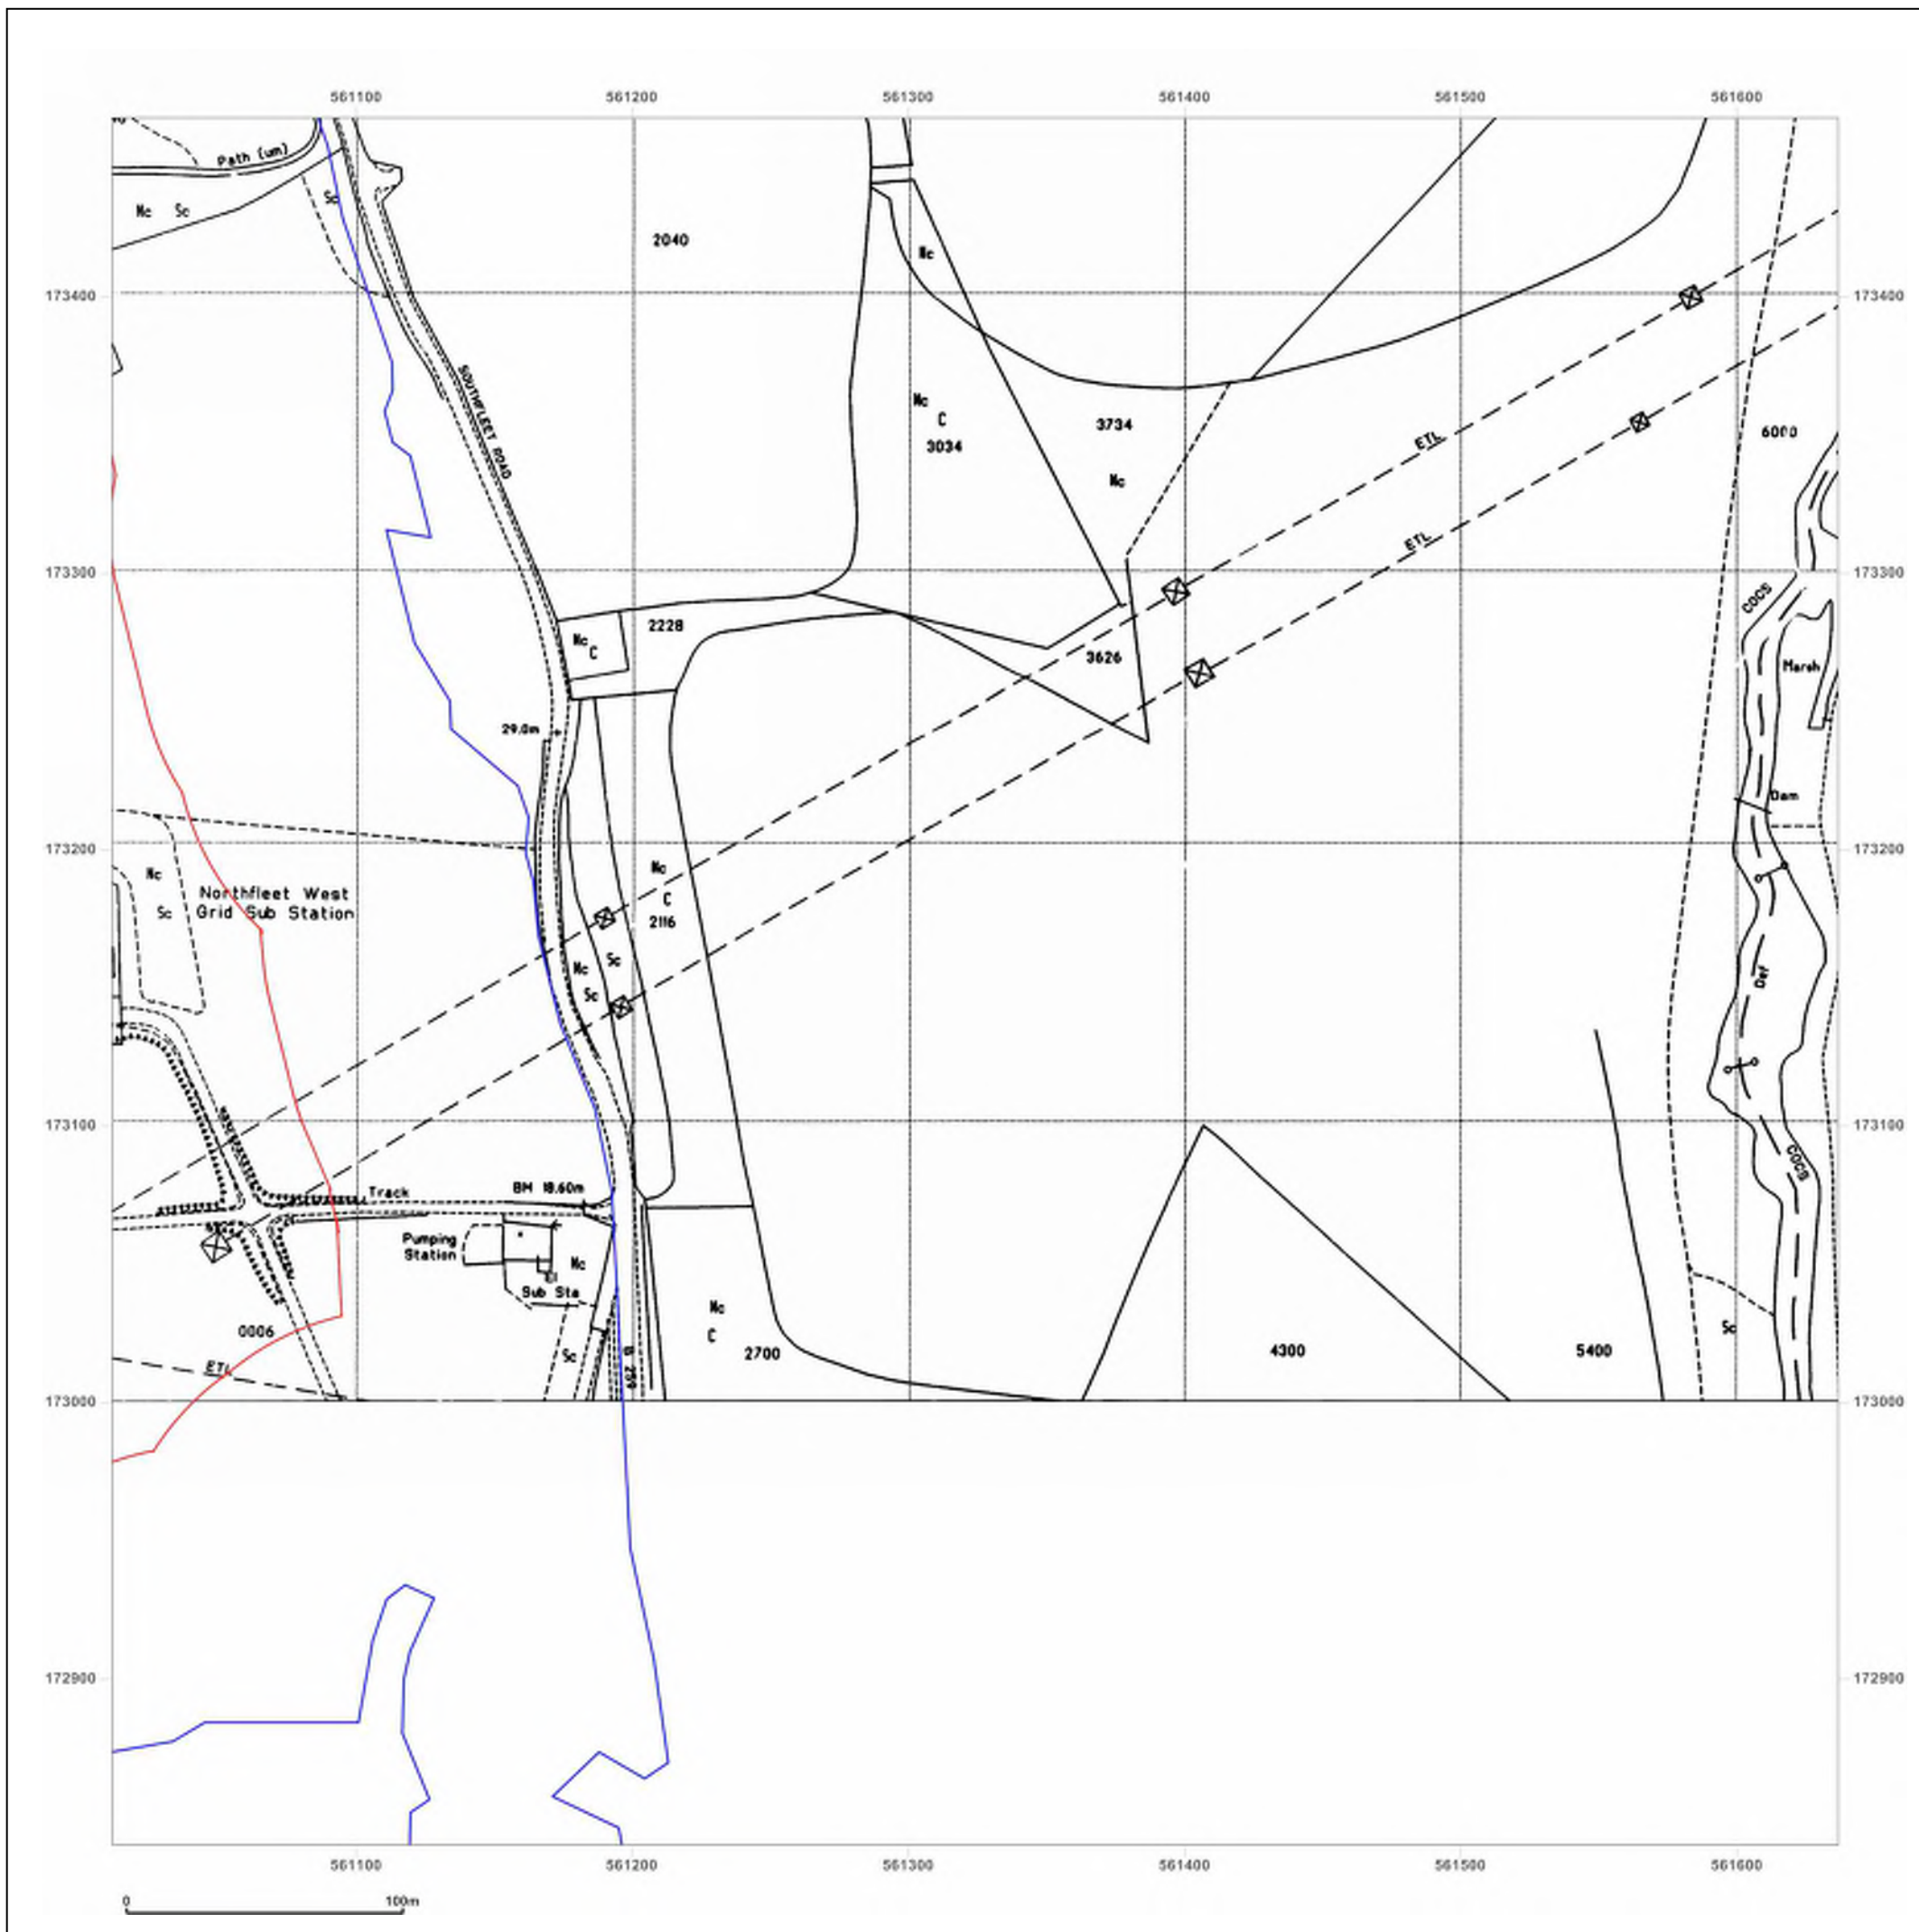 561100 561200 561300 561400 561500 561600
Path (um)
Sc
Nc Sc
2040
Nc
173400 173400
SOUTHFLEET ROAD
Nc
C
3034
3734
Nc
ETL
6000
ETL
173300 173300
COCS
2228
Nc
C
3626
Marsh
29.0m
Dam
173200 173200
Nc
Sc
Northfleet West
Grid Sub Station
Nc
C
2116
Nc
Sc
Sc
Def
173100 173100
COCS
Track
BM 18.60m
Pumping
Station
El
Nc
Sub Sta
Nc
C
0006
Sc
2700
4300
5400
Sc
ETL
B 259
173000 173000
172900 172900
561100 561200 561300 561400 561500 561600
0 100m